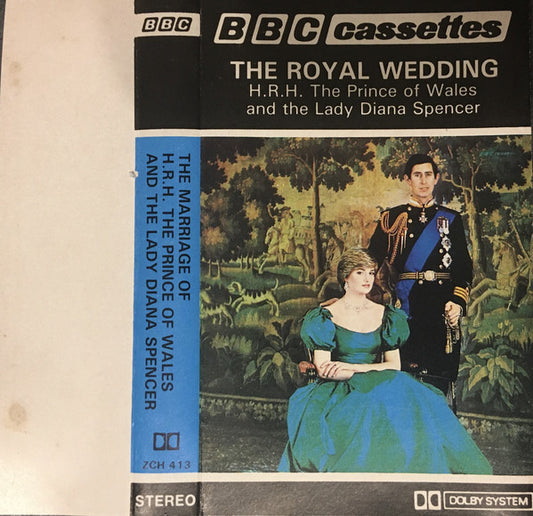 BBC
THE MARRIAGE OF
H.R.H. THE PRINCE OF WALES
AND THE LADY DIANA SPENCER
ZCH 413
STEREO
BBC cassettes
THE ROYAL WEDDING
H.R.H. The Prince of Wales
and the Lady Diana Spencer
DOLBY SYSTEM